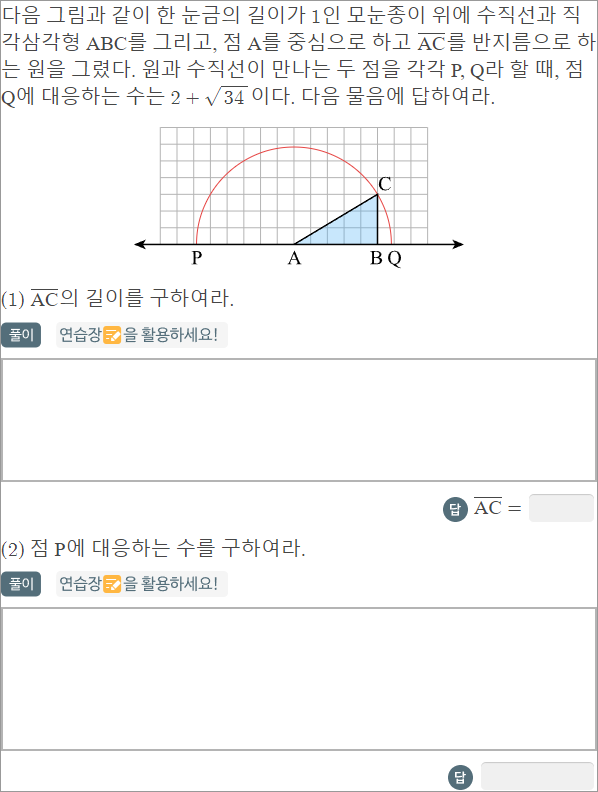 다음 그림과 같이 한 눈금의 길이가 1인 모눈종이 위에 수직선과 직
각삼각형 ABC를 그리고, 점 A를 중심으로 하고 A̅C̅를 반지름으로 하
는 원을 그렸다. 원과 수직선이 만나는 두 점을 각각 P, Q라 할 때, 점
Q에 대응하는 수는 2 + √34 이다. 다음 물음에 답하여라.
C
P A B Q
(1) A̅C̅의 길이를 구하여라.
풀이 연습장을 활용하세요!
답 A̅C̅ =
(2) 점 P에 대응하는 수를 구하여라.
풀이 연습장을 활용하세요!
답